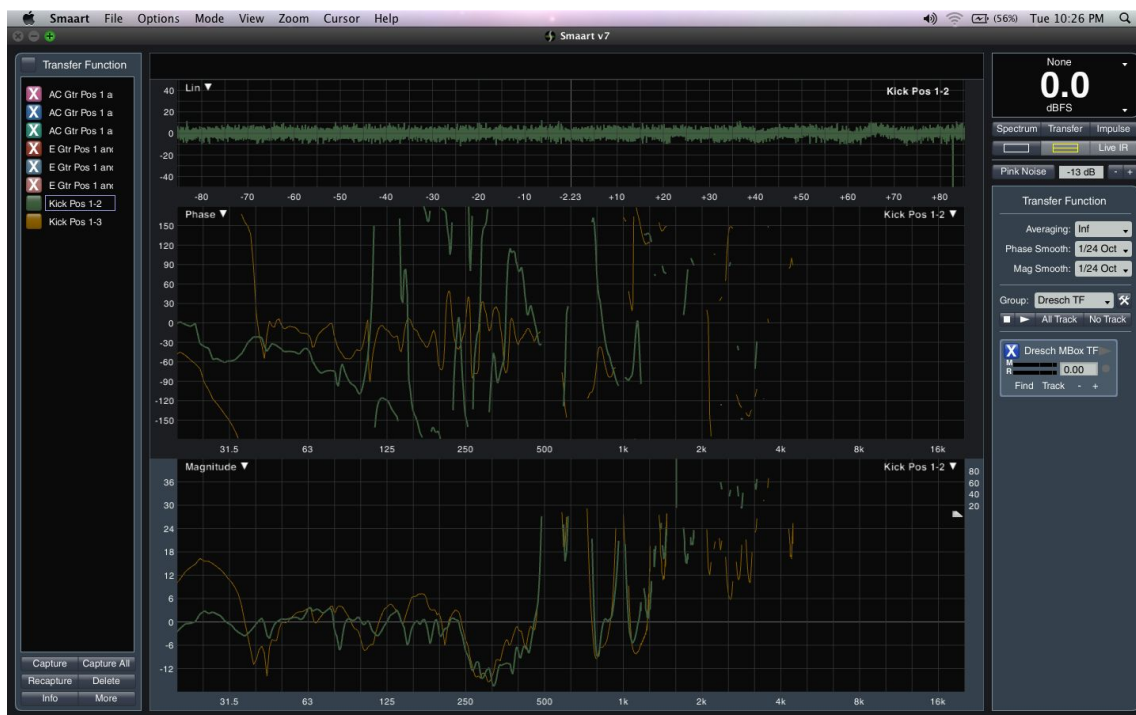 Smaart File Options Mode View Zoom Cursor Help (56%) Tue 10:26 PM
Smaart v7
Transfer Function
AC Gtr Pos 1 a
AC Gtr Pos 1 a
AC Gtr Pos 1 a
E Gtr Pos 1 and
E Gtr Pos 1 and
E Gtr Pos 1 and
Kick Pos 1-2
Kick Pos 1-3
Capture Capture All
Recapture Delete
Info More
Lin ▼ Kick Pos 1-2
40
20
0
-20
-40
-80 -70 -60 -50 -40 -30 -20 -10 -2.23 +10 +20 +30 +40 +50 +60 +70 +80
Phase ▼ Kick Pos 1-2 ▼
150
120
90
60
30
0
-30
-60
-90
-120
-150
31.5 63 125 250 500 1k 2k 4k 8k 16k
Magnitude ▼ Kick Pos 1-2 ▼
36
30
24
18
12
6
0
-6
-12
80
60
40
20
31.5 63 125 250 500 1k 2k 4k 8k 16k
None
0.0
dBFS
Spectrum Transfer Impulse
Live IR
Pink Noise -13 dB - +
Transfer Function
Averaging: Inf
Phase Smooth: 1/24 Oct
Mag Smooth: 1/24 Oct
Group: Dresch TF
All Track No Track
X Dresch MBox TF
M
R 0.00
Find Track - +